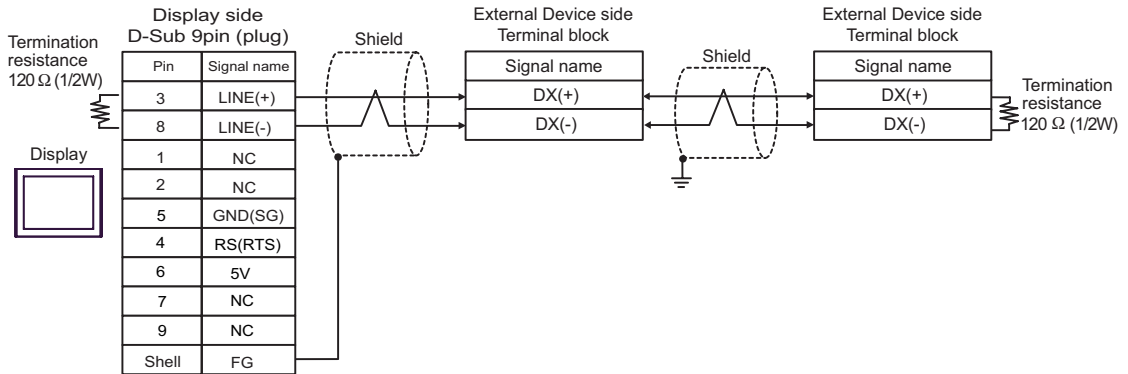 Display side
D-Sub 9pin (plug)
Termination
resistance
120 Ω (1/2W)
Pin Signal name
3 LINE(+)
8 LINE(-)
1 NC
2 NC
5 GND(SG)
4 RS(RTS)
6 5V
7 NC
9 NC
Shell FG
Display
Shield
External Device side
Terminal block
Signal name
DX(+)
DX(-)
Shield
External Device side
Terminal block
Signal name
DX(+)
DX(-)
Termination
resistance
120 Ω (1/2W)